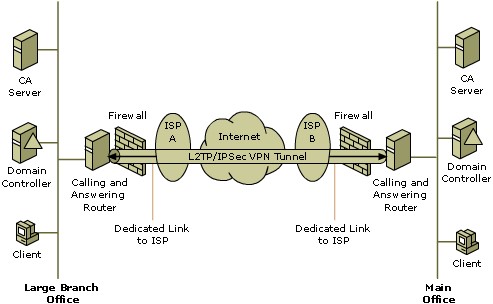 CA
Server
Domain
Controller
Client
Large Branch
Office
Firewall
Calling and
Answering
Router
ISP
A
Dedicated Link
to ISP
Internet
L2TP/IPSec VPN Tunnel
ISP
B
Dedicated Link
to ISP
Firewall
Calling and
Answering
Router
CA
Server
Domain
Controller
Client
Main
Office